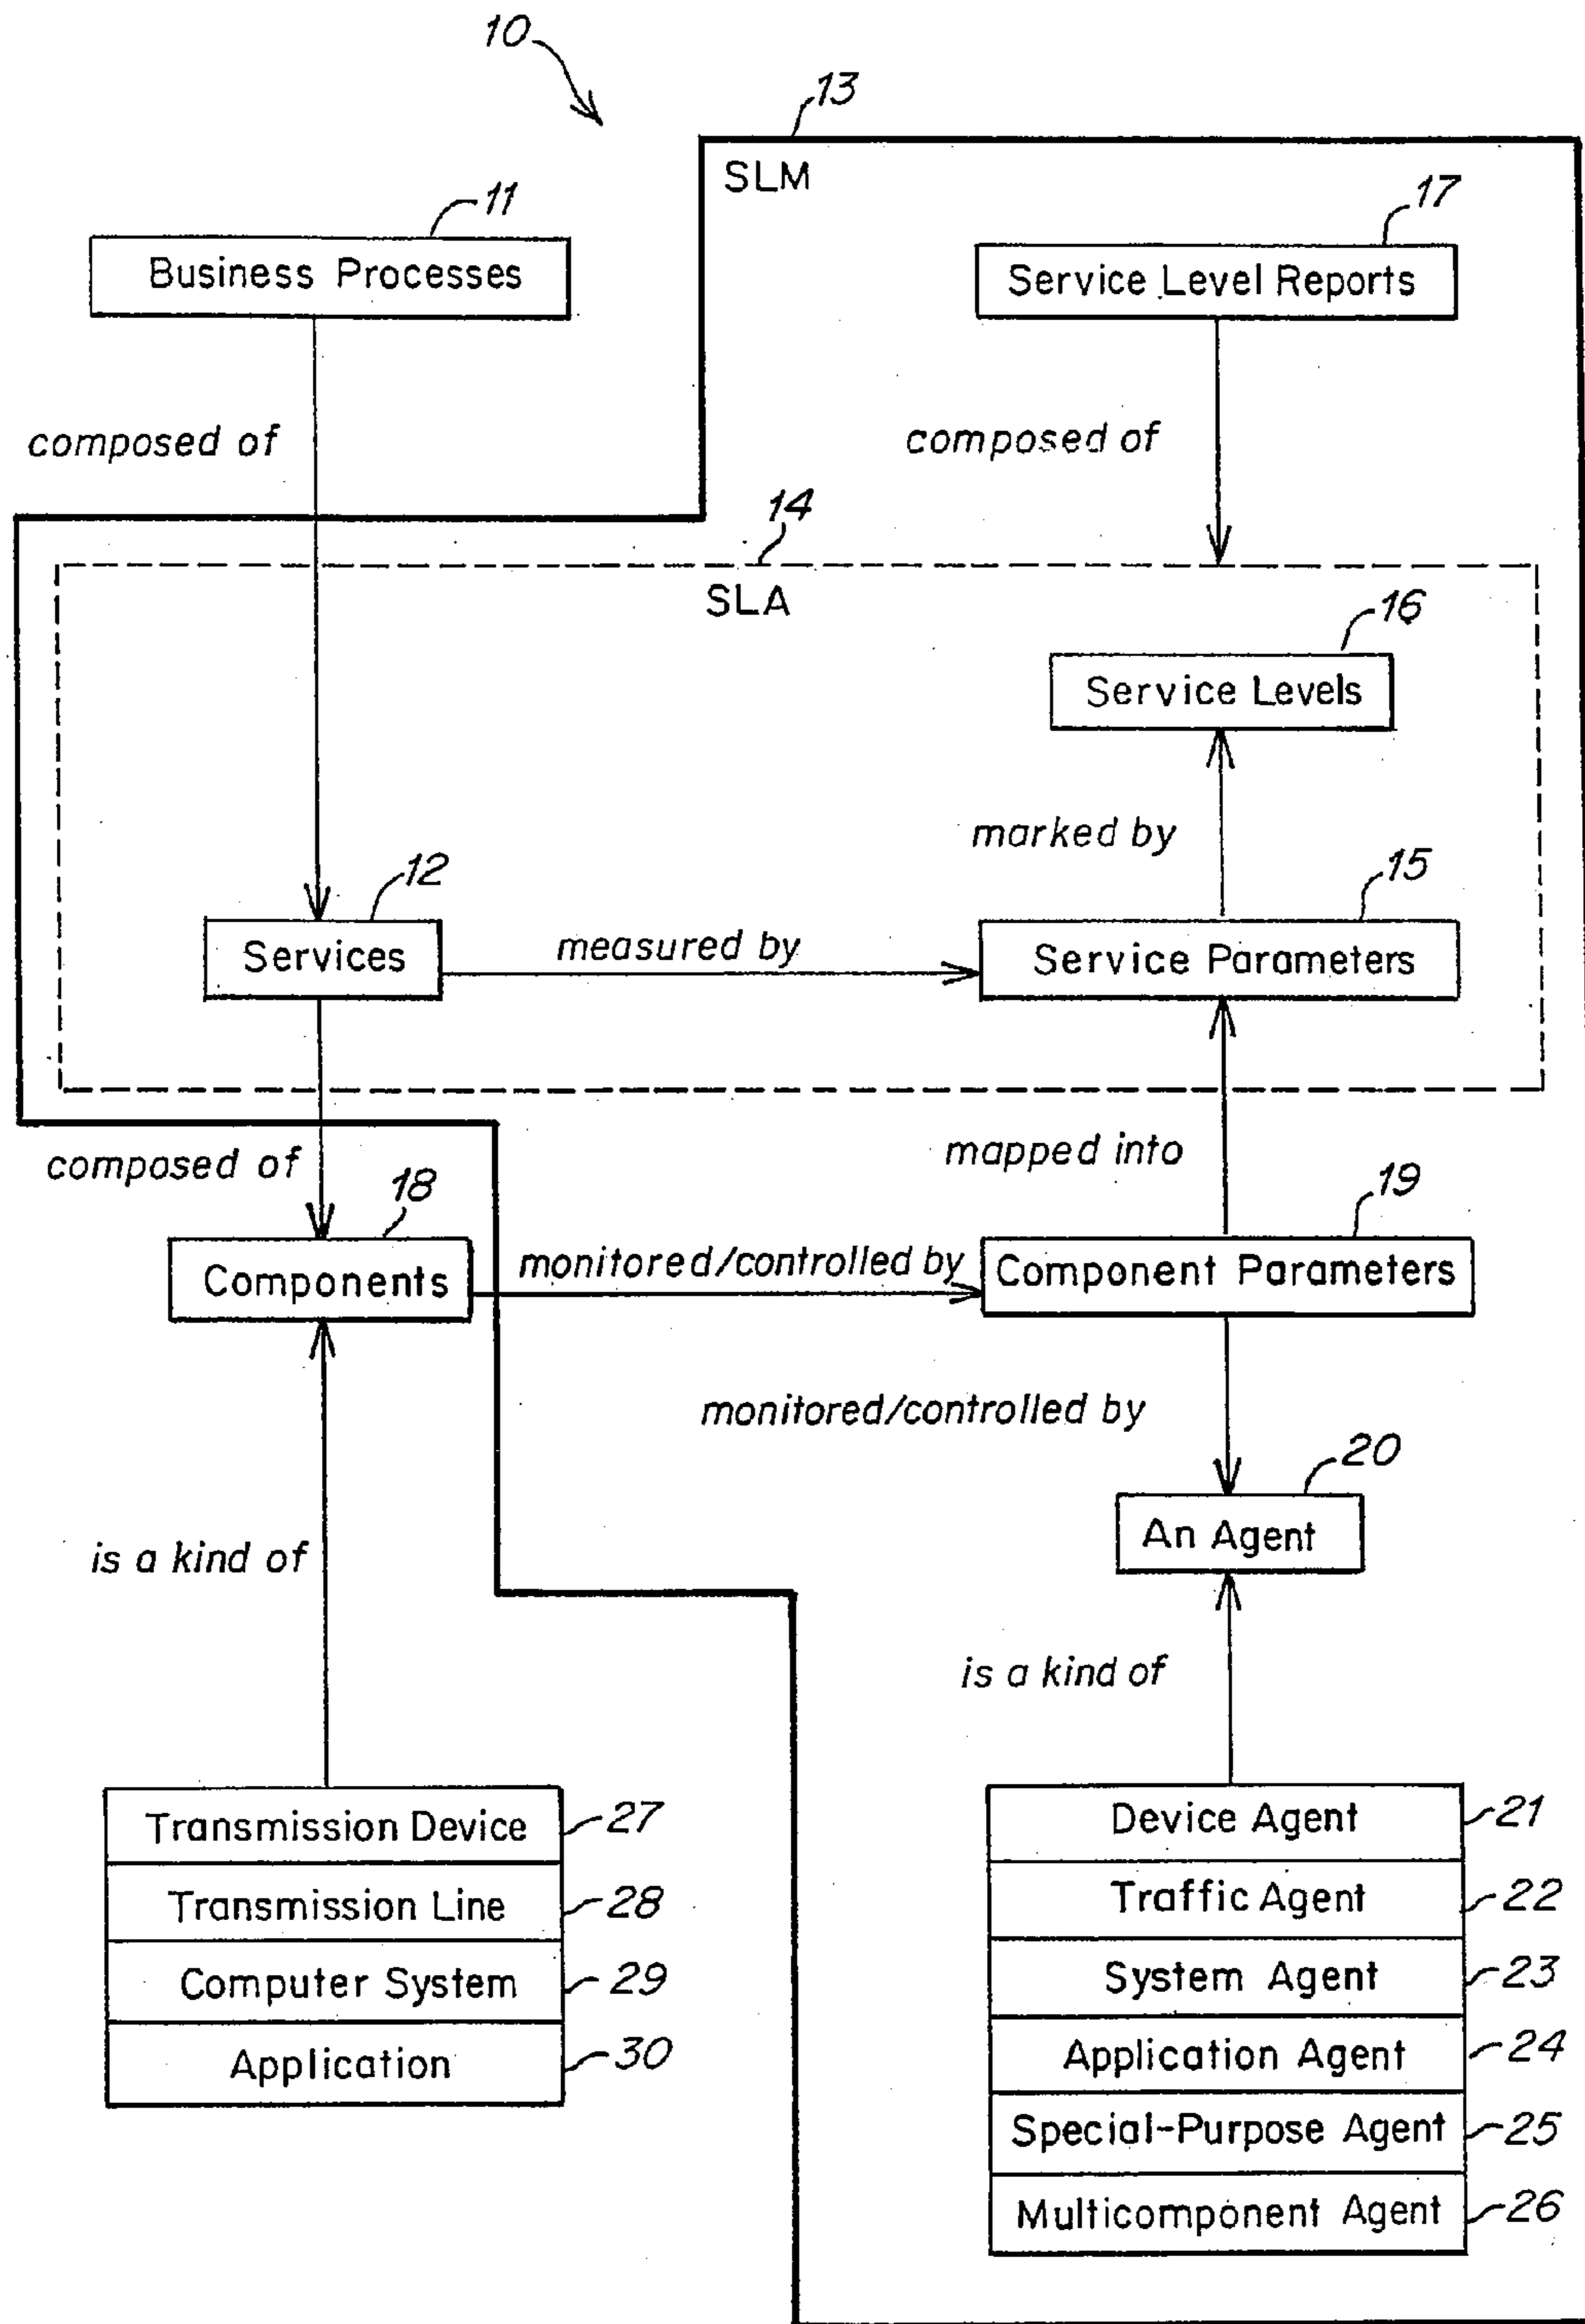 10
13
SLM
11
17
Business Processes
Service Level Reports
composed of
composed of
14
SLA
16
Service Levels
marked by
12
15
Services
measured by
Service Parameters
composed of
mapped into
18
19
Components
monitored/controlled by
Component Parameters
monitored/controlled by
20
An Agent
is a kind of
is a kind of
Transmission Device
27
Transmission Line
28
Computer System
29
Application
30
Device Agent
21
Traffic Agent
22
System Agent
23
Application Agent
24
Special-Purpose Agent
25
Multicomponent Agent
26